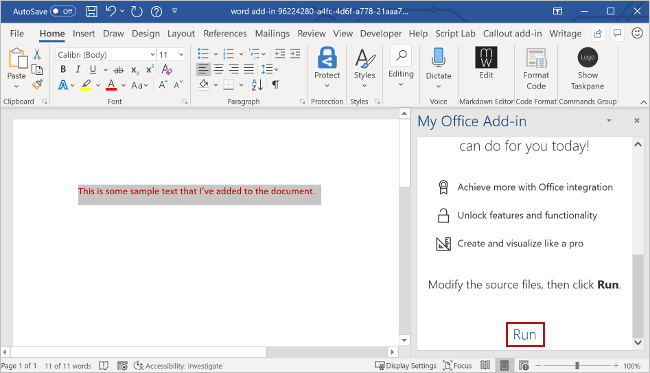 AutoSave Off word add-in 96224280-a4fc-4d6f-a778-21aaa7...
File Home Insert Draw Design Layout References Mailings Review View Developer Help Script Lab Callout add-in Writage
Calibri (Body) 11
Paste
Protect
Styles
Editing
Dictate
Edit
Format Code
Logo
Show Taskpane
Clipboard Font Paragraph Protection Styles Voice Markdown Editor Code Format Commands Group
My Office Add-in
can do for you today!
This is some sample text that I've added to the document.
Achieve more with Office integration
Unlock features and functionality
Create and visualize like a pro
Modify the source files, then click Run.
Run
Page 1 of 1 11 of 11 words Accessibility: Investigate Display Settings Focus 100%